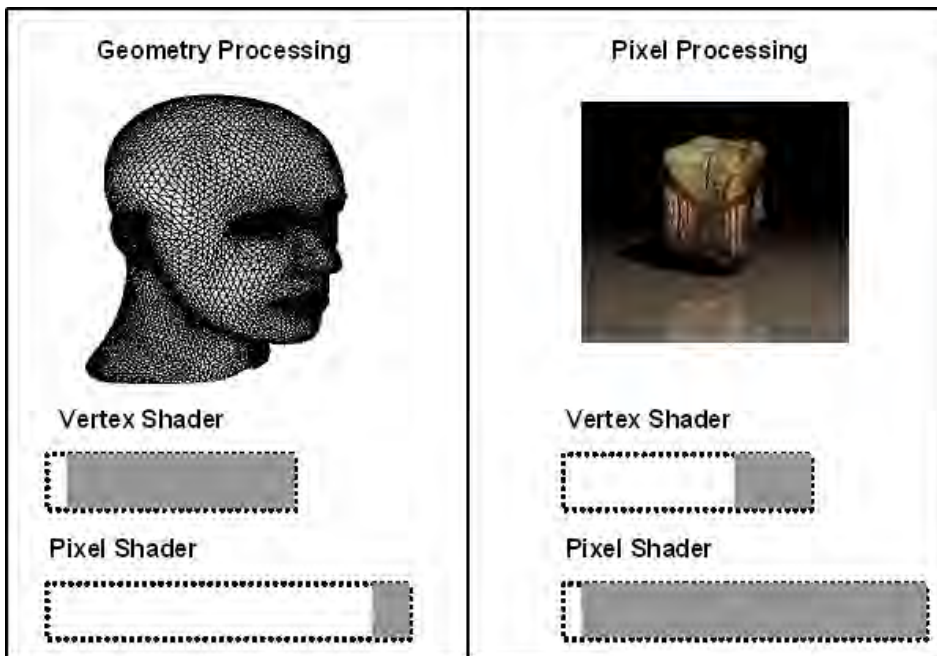 Geometry Processing
Vertex Shader
Pixel Shader
Pixel Processing
Vertex Shader
Pixel Shader